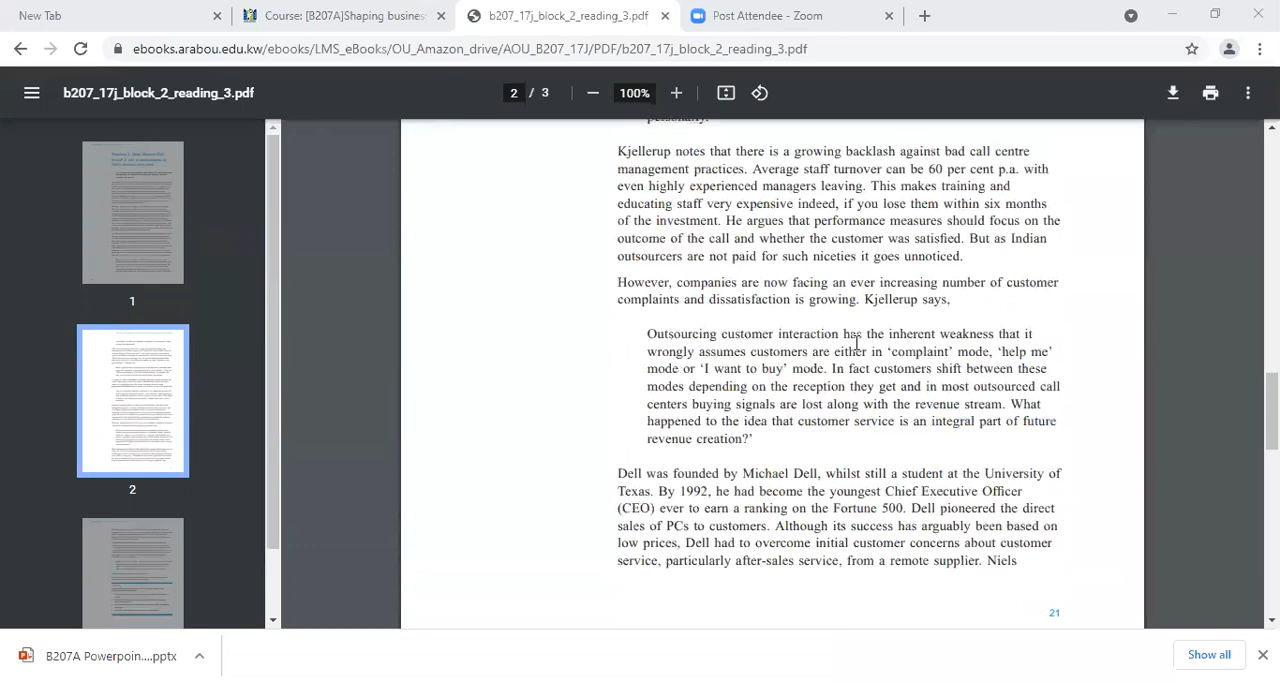 New Tab
Course: [B207A]Shaping busines
b207_17j_block_2_reading_3.pdf
Post Attendee - Zoom
ebooks.arabou.edu.kw/ebooks/LMS_eBooks/OU_Amazon_drive/AOU_B207_17J/PDF/b207_17j_block_2_reading_3.pdf
b207_17j_block_2_reading_3.pdf
2 / 3
100%
personally.
Kjellerup notes that there is a growing backlash against bad call centre
management practices. Average staff turnover can be 60 per cent p.a. with
even highly experienced managers leaving. This makes training and
educating staff very expensive indeed, if you lose them within six months
of the investment. He argues that performance measures should focus on the
outcome of the call and whether the customer was satisfied. But as Indian
outsourcers are not paid for such niceties it goes unnoticed.
However, companies are now facing an ever increasing number of customer
complaints and dissatisfaction is growing. Kjellerup says,
Outsourcing customer interaction has the inherent weakness that it
wrongly assumes customers are either in ‘complaint’ mode, ‘help me’
mode or ‘I want to buy’ mode. In fact customers shift between these
modes depending on the reception they get and in most outsourced call
centers buying signals are lost along with the revenue stream. What
happened to the idea that customer service is an integral part of future
revenue creation?’
Dell was founded by Michael Dell, whilst still a student at the University of
Texas. By 1992, he had become the youngest Chief Executive Officer
(CEO) ever to earn a ranking on the Fortune 500. Dell pioneered the direct
sales of PCs to customers. Although its success has arguably been based on
low prices, Dell had to overcome initial customer concerns about customer
service, particularly after-sales service, from a remote supplier. Niels
21
1
2
B207A Powerpoin....pptx
Show all